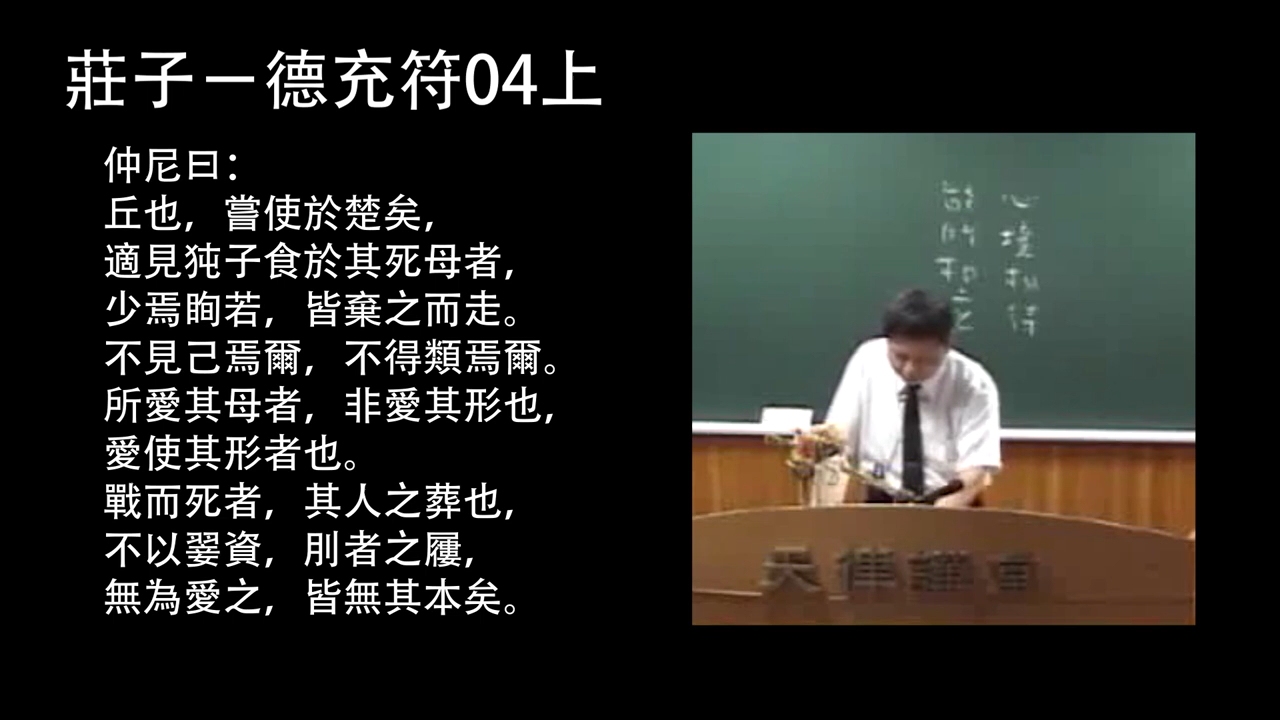 莊子－德充符04上
仲尼曰：
丘也，嘗使於楚矣，
適見㹠子食於其死母者，
少焉眴若，皆棄之而走。
不見己焉爾，不得類焉爾。
所愛其母者，非愛其形也，
愛使其形者也。
戰而死者，其人之葬也，
不以翣資，刖者之屨，
無為愛之，皆無其本矣。
心境相得